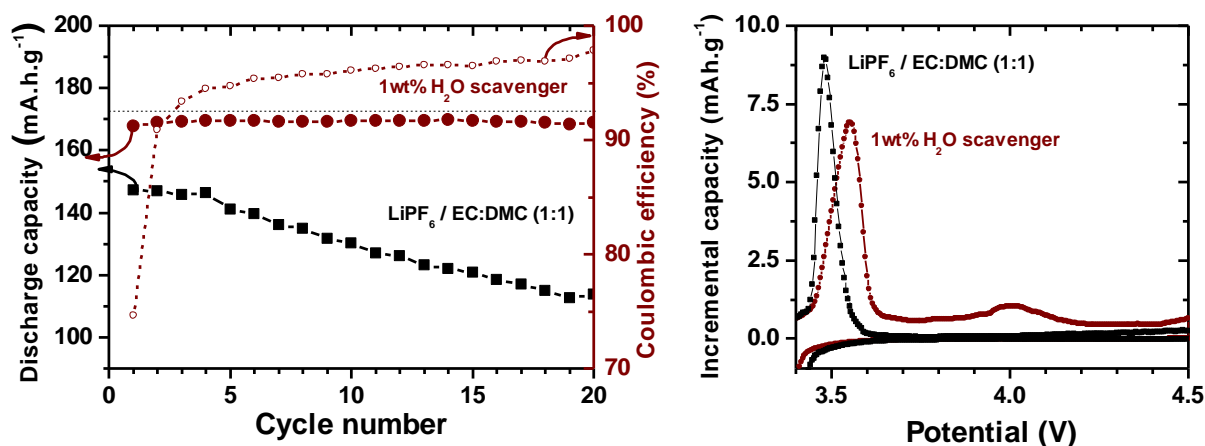 200
180
160
140
120
100
Discharge capacity (mA.h.g⁻¹)
1wt% H₂O scavenger
LiPF₆ / EC:DMC (1:1)
0 5 10 15 20
Cycle number
100
90
80
70
Coulombic efficiency (%)
10.0
7.5
5.0
2.5
0.0
Incremental capacity (mAh.g⁻¹)
LiPF₆ / EC:DMC (1:1)
1wt% H₂O scavenger
3.5 4.0 4.5
Potential (V)